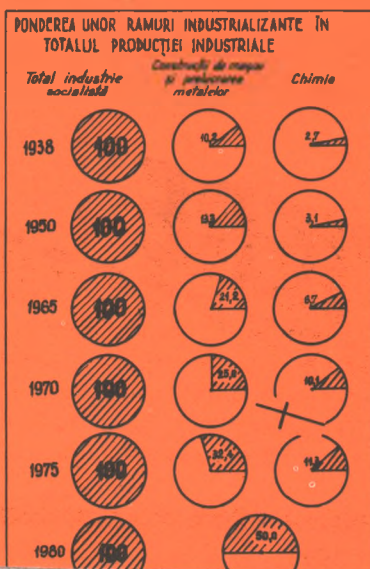 PONDEREA UNOR RAMURI INDUSTRIALIZANTE ÎN
TOTALUL PRODUCȚIEI INDUSTRIALE
Total industrie socialistă
Construcții de mașini și prelucrarea metalelor
Chimie
1938 100 10,2 2,7
1950 100 13,3 3,1
1965 100 21,2 6,7
1970 100 10,1
1975 100 32,4 11,3
1980 100 50,0